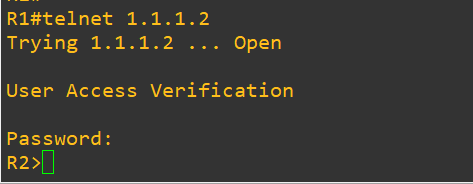 R1#telnet 1.1.1.2
Trying 1.1.1.2 ... Open
User Access Verification
Password:
R2>